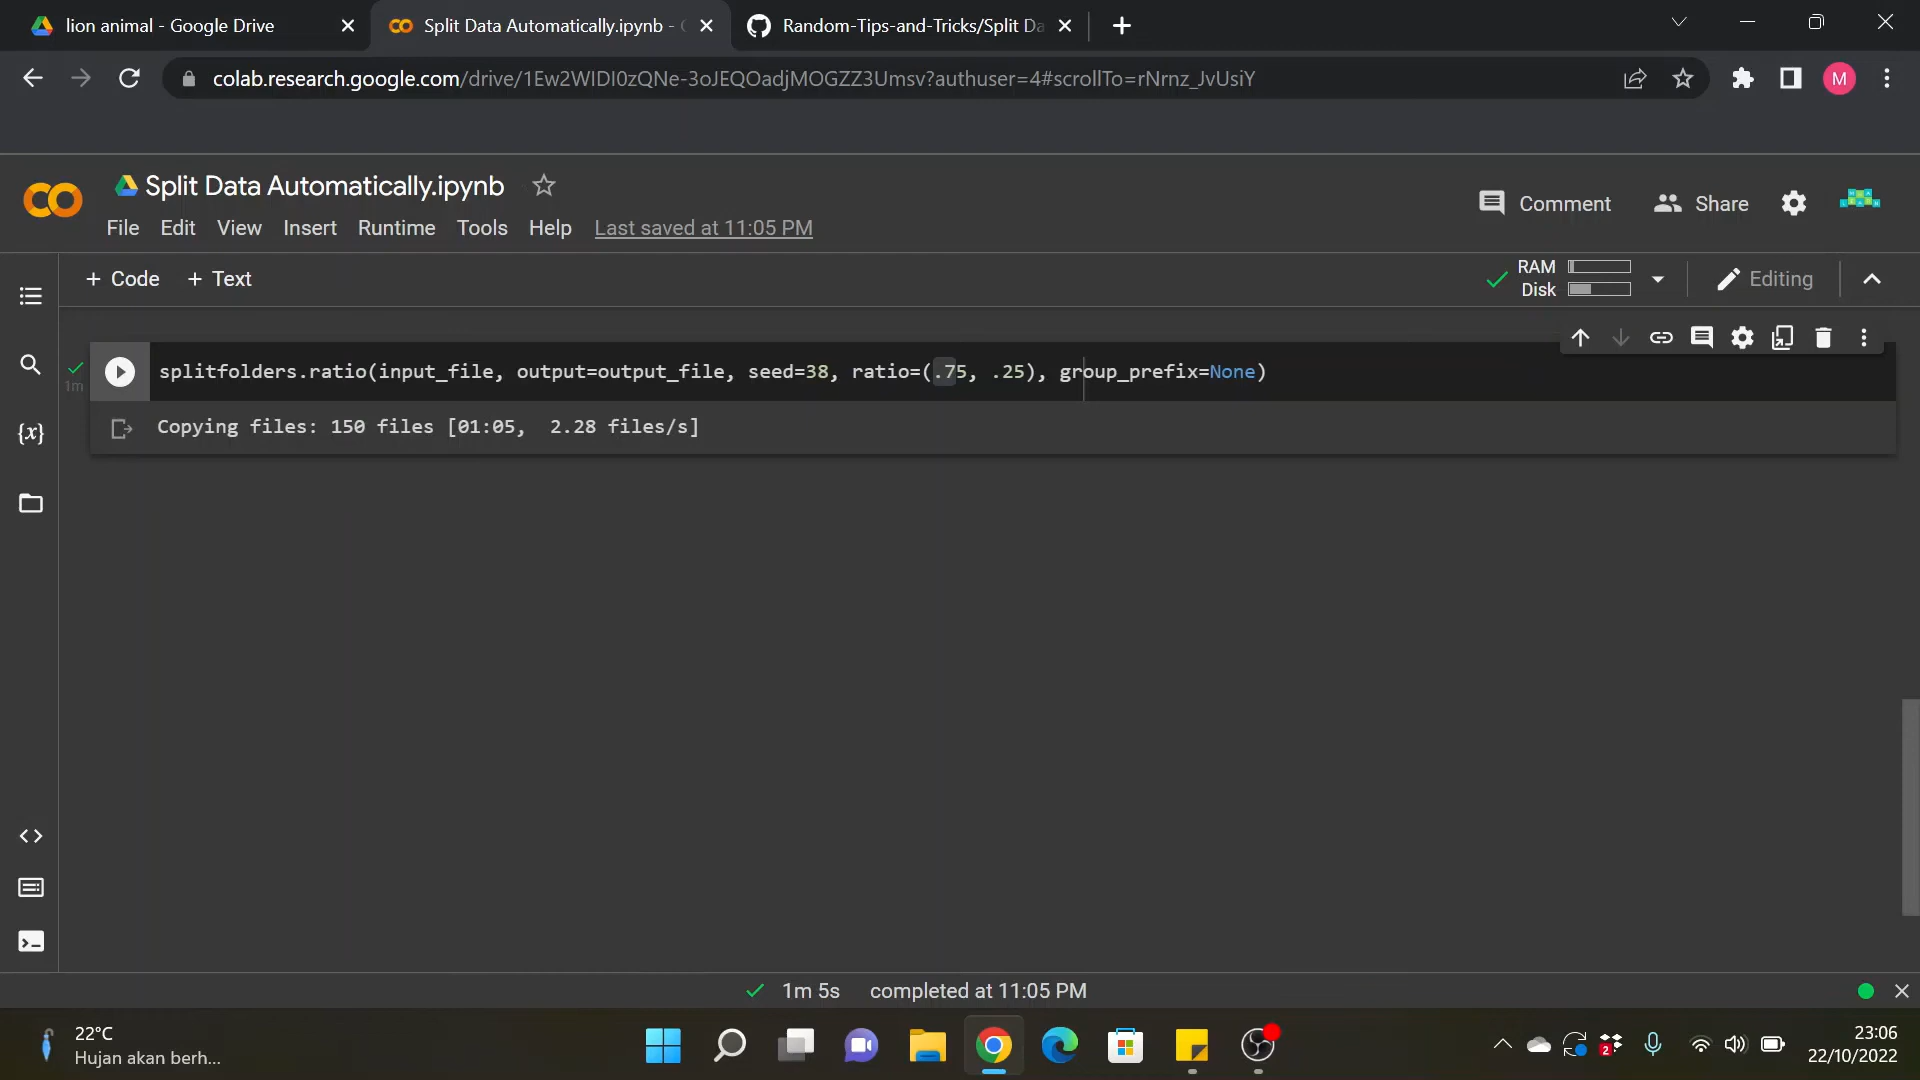 lion animal - Google Drive
Split Data Automatically.ipynb -
Random-Tips-and-Tricks/Split Da
colab.research.google.com/drive/1Ew2WIDI0zQNe-3oJEQOadjMOGZZ3Umsv?authuser=4#scrollTo=rNrnz_JvUsiY
M
Split Data Automatically.ipynb
Comment
Share
File Edit View Insert Runtime Tools Help Last saved at 11:05 PM
+ Code + Text
RAM
Disk
Editing
1m
splitfolders.ratio(input_file, output=output_file, seed=38, ratio=(.75, .25), group_prefix=None)
{x}
Copying files: 150 files [01:05,  2.28 files/s]
1m 5s completed at 11:05 PM
22°C
Hujan akan berh...
2
23:06
22/10/2022